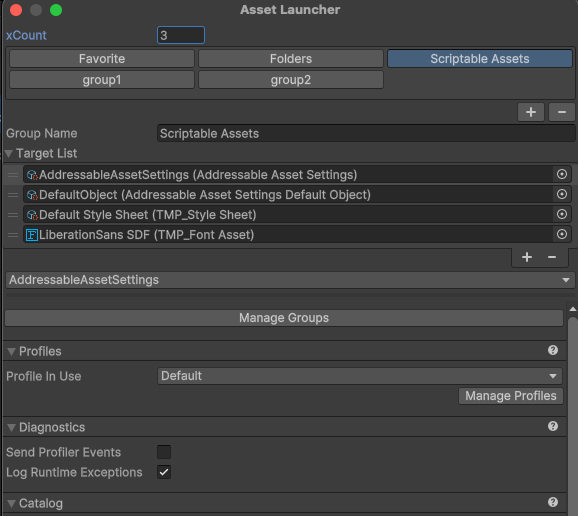 Asset Launcher
xCount 3
Favorite Folders Scriptable Assets
group1 group2
Group Name Scriptable Assets
Target List
AddressableAssetSettings (Addressable Asset Settings)
DefaultObject (Addressable Asset Settings Default Object)
Default Style Sheet (TMP_Style Sheet)
LiberationSans SDF (TMP_Font Asset)
AddressableAssetSettings
Manage Groups
Profiles
Profile In Use Default
Manage Profiles
Diagnostics
Send Profiler Events
Log Runtime Exceptions
Catalog